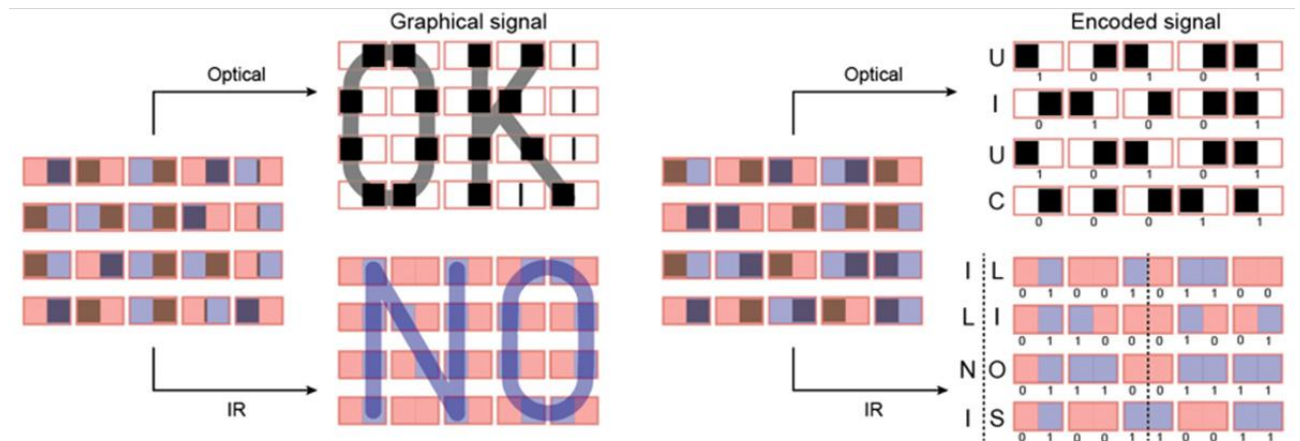 Graphical signal
Optical
OK
NO
IR
Encoded signal
Optical
U
1 0 1 0 1
I
0 1 0 0 1
U
1 0 1 0 1
C
0 0 0 1 1
I L
0 1 0 0 1 0 1 1 0 0
L I
0 1 1 0 0 0 1 0 0 1
N O
0 1 1 1 0 0 1 1 1 1
I S
0 1 0 0 1 1 0 0 1 1
IR